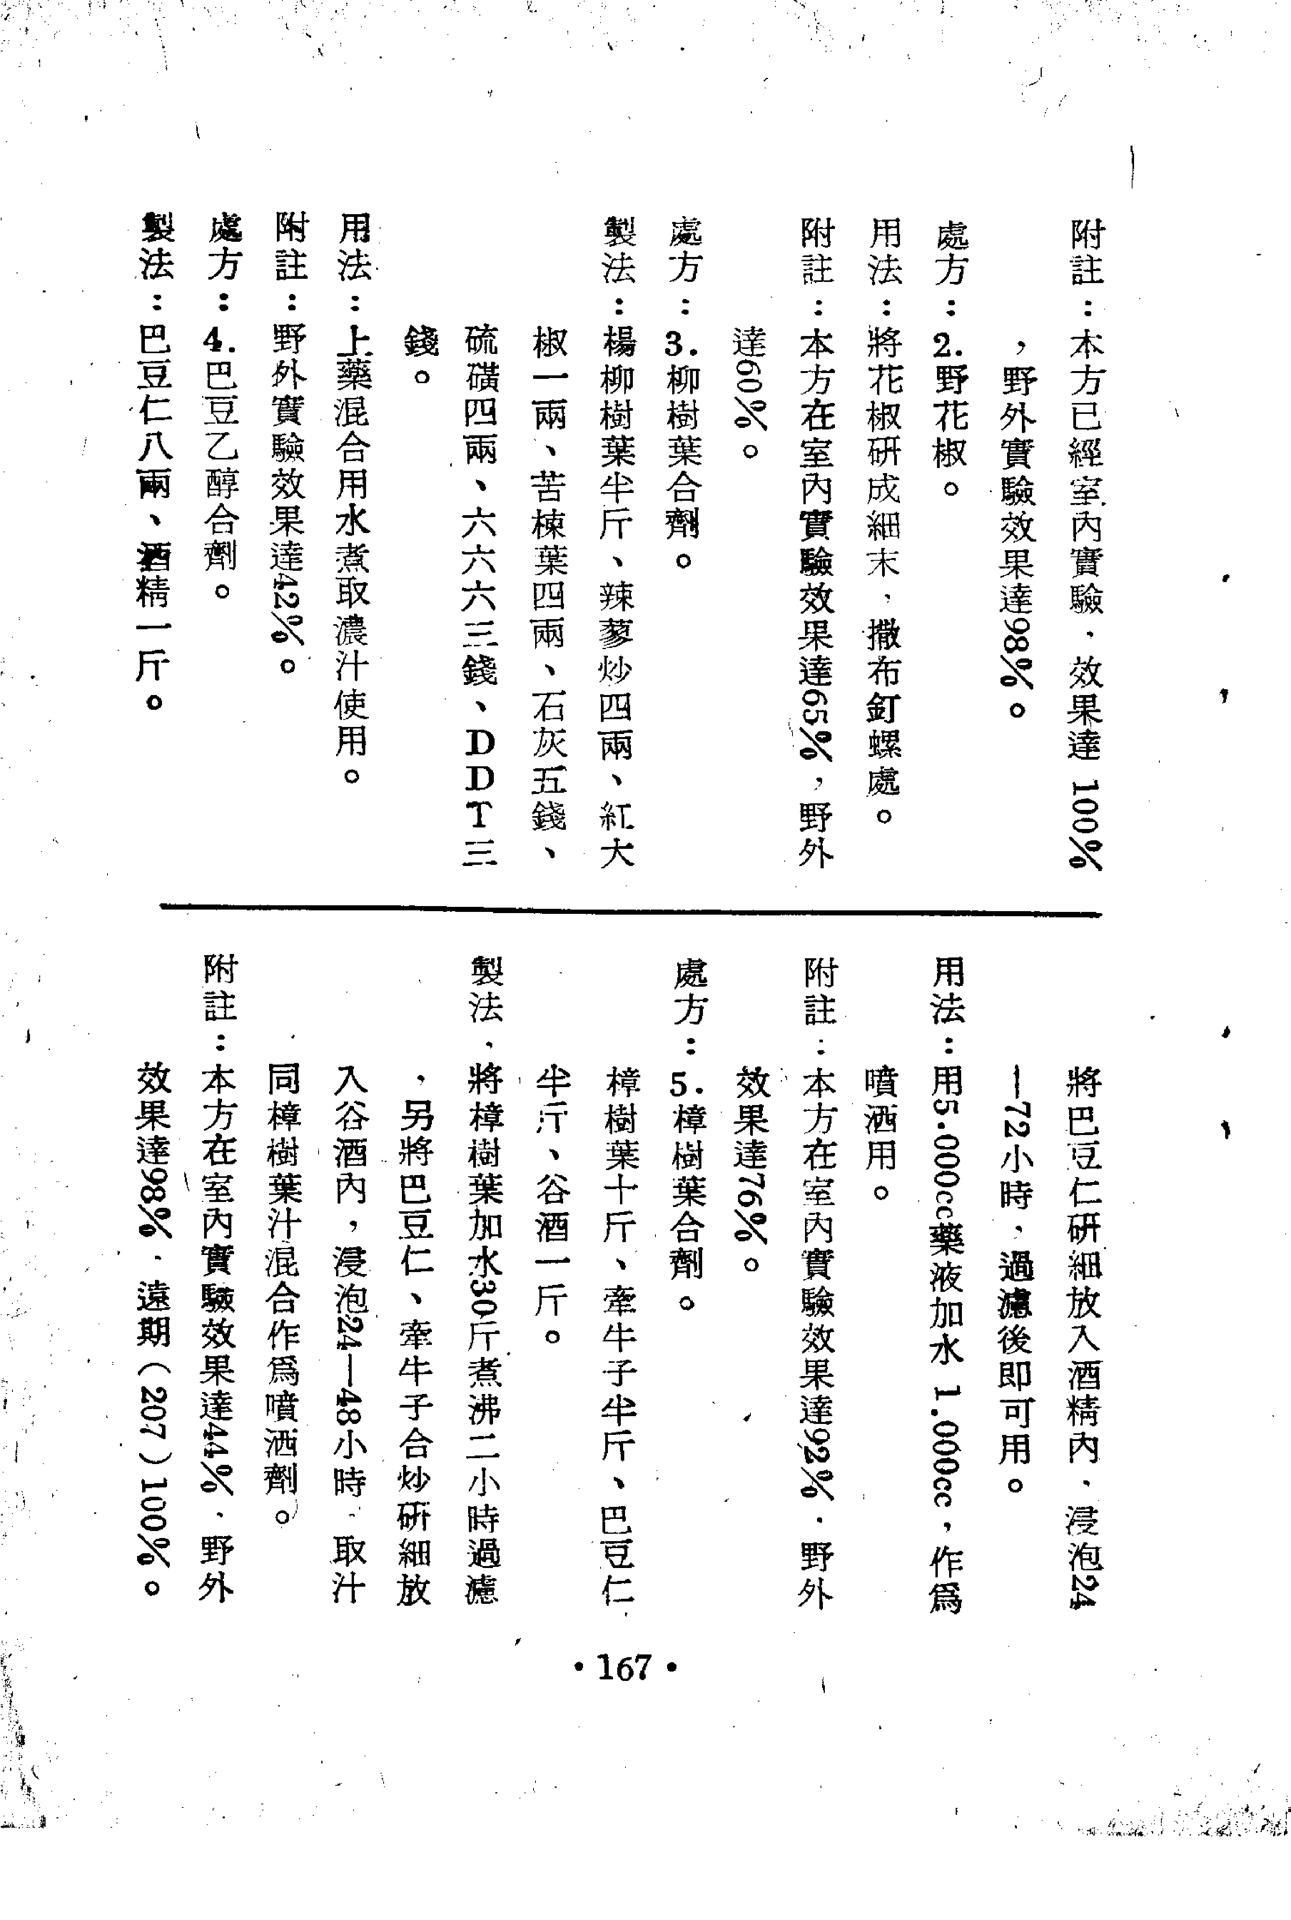 附註：本方已經室內實驗，效果達100%
，野外實驗效果達98%。
處方：2.野花椒。
用法：將花椒研成細末，撒布釘螺處。
附註：本方在室內實驗效果達65%，野外
達60%。
處方：3.柳樹葉合劑。
製法：楊柳樹葉半斤、辣蓼炒四兩、紅大
椒一兩、苦楝葉四兩、石灰五錢、
硫磺四兩、六六六三錢、DDT三
錢。
用法：上藥混合用水煮取濃汁使用。
附註：野外實驗效果達42%。
處方：4.巴豆乙醇合劑。
製法：巴豆仁八兩、酒精一斤。
將巴豆仁研細放入酒精內，浸泡24
—72小時，過濾後即可用。
用法：用5.000cc藥液加水1.000cc，作爲
噴洒用。
附註：本方在室內實驗效果達92%，野外
效果達76%。
處方：5.樟樹葉合劑。
樟樹葉十斤、牽牛子半斤、巴豆仁
半斤、谷酒一斤。
製法，將樟樹葉加水30斤煮沸二小時過濾
，另將巴豆仁、牽牛子合炒研細放
入谷酒內，浸泡24—48小時，取汁
同樟樹葉汁混合作爲噴洒劑。
附註：本方在室內實驗效果達44%，野外
效果達98%，遠期（207）100%。
•167•